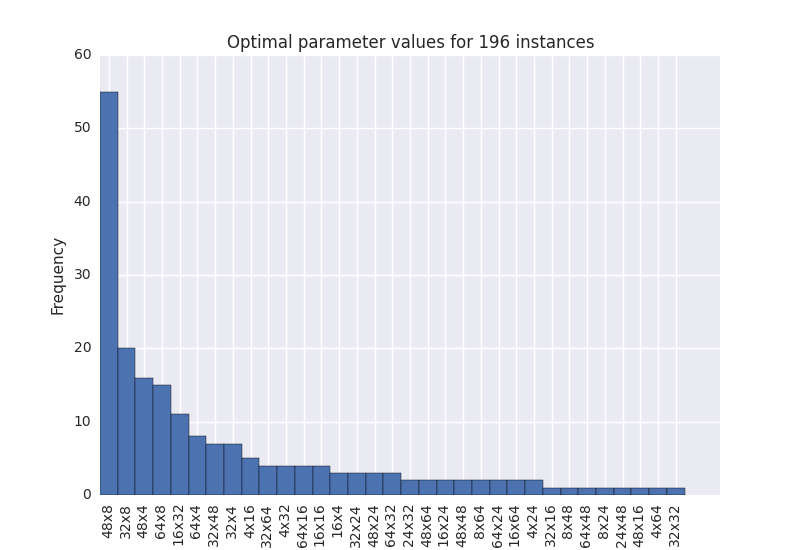 Optimal parameter values for 196 instances
60
50
40
30
20
10
0
Frequency
48x8
32x8
48x4
64x8
16x32
64x4
32x48
32x4
4x16
32x64
4x32
64x16
16x16
16x4
32x24
48x24
64x32
24x32
48x64
16x24
48x48
8x64
64x24
16x64
4x24
32x16
8x48
64x48
8x24
24x48
48x16
4x64
32x32